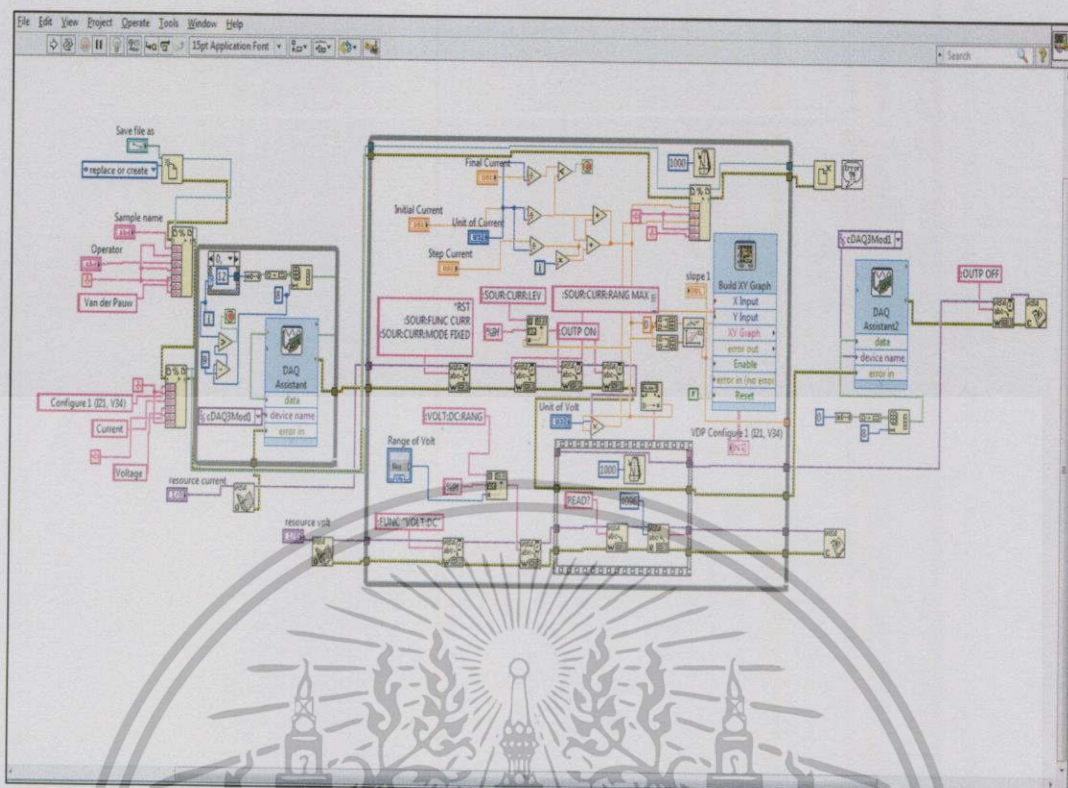 File Edit View Project Operate Tools Window Help
15pt Application Font
Search
Save file as
replace or create
Sample name
Operator
Van der Pauw
Configure 1 (I21, V34)
Current
Voltage
resource current
DAQ
Assistant
data
device name
error in
cDAQ3Mod1
Final Current
Initial Current
Unit of Current
Step Current
1000
*RST
:SOUR:FUNC CURR
:SOUR:CURR:MODE FIXED
:SOUR:CURR:LEV
:SOUR:CURR:RANG MAX
:OUTP ON
slope 1
Build XY Graph
X Input
Y Input
XY Graph
error out
Enable
error in (no error
Reset
VDP Configure 1 (I21, V34)
:VOLT:DC:RANG
Range of Volt
Unit of Volt
1000
READ?
:FUNC "VOLT:DC"
resource volt
cDAQ3Mod1
DAQ
Assistant2
data
device name
error in
:OUTP OFF